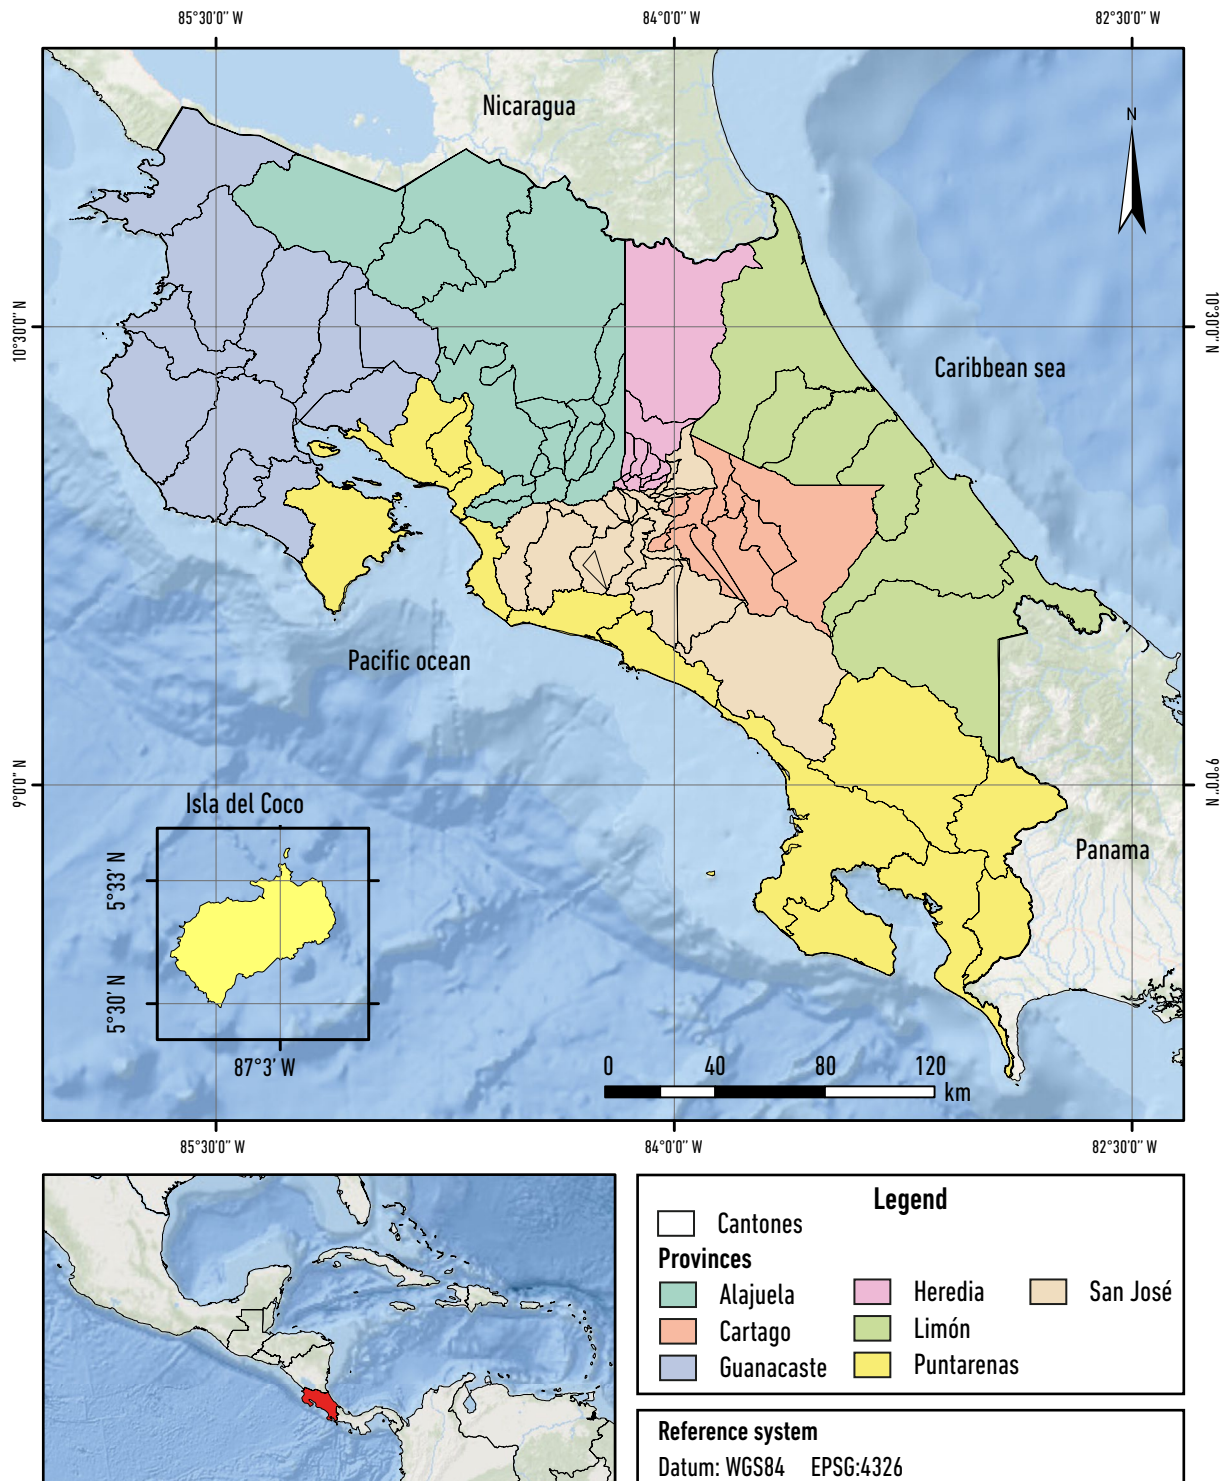 85°30'0'' W 84°0'0'' W 82°30'0'' W
Nicaragua
N
10°30'0'' N 10°30'0'' N
Caribbean sea
Pacific ocean
9°0'0'' N 9°0'0'' N
Isla del Coco
Panama
5°33' N
5°30' N
87°3' W
0 40 80 120
km
85°30'0'' W 84°0'0'' W 82°30'0'' W
Legend
Cantones
Provinces
Alajuela Heredia San José
Cartago Limón
Guanacaste Puntarenas
Reference system
Datum: WGS84 EPSG:4326